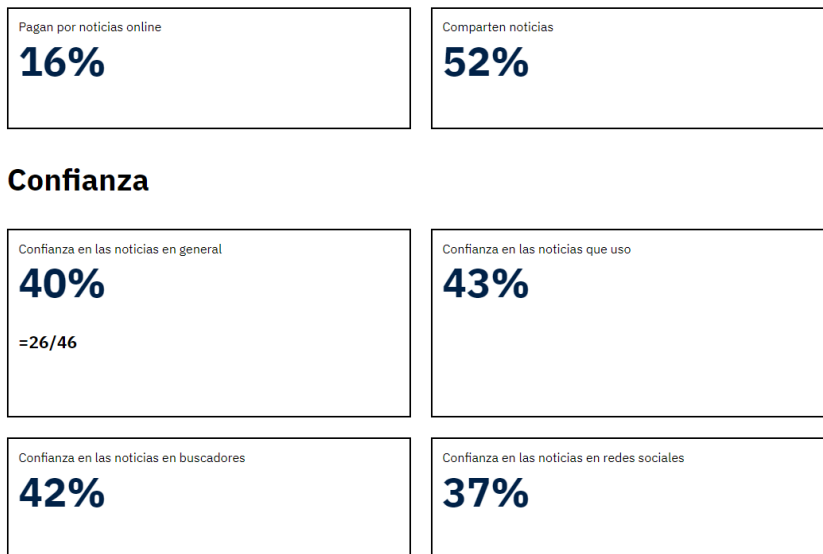 Pagan por noticias online
16%
Comparten noticias
52%
Confianza
Confianza en las noticias en general
40%
=26/46
Confianza en las noticias que uso
43%
Confianza en las noticias en buscadores
42%
Confianza en las noticias en redes sociales
37%